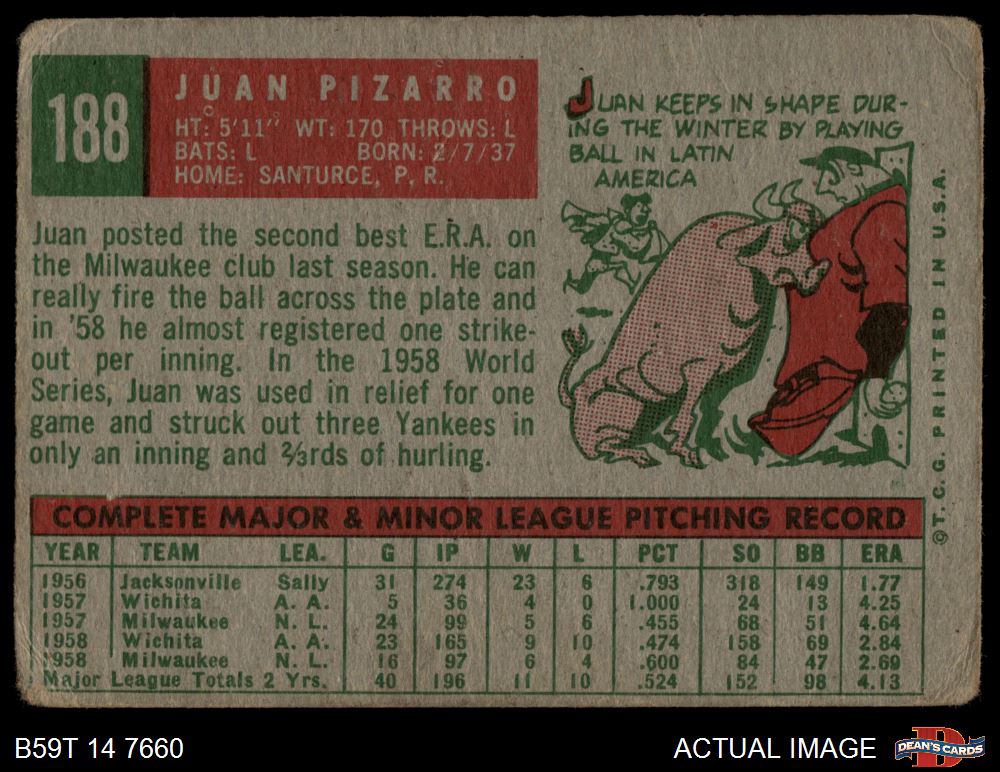 188
JUAN PIZARRO
HT: 5'11" WT: 170 THROWS: L
BATS: L BORN: 2/7/37
HOME: SANTURCE, P. R.
JUAN KEEPS IN SHAPE DUR-
ING THE WINTER BY PLAYING
BALL IN LATIN
AMERICA
Juan posted the second best E.R.A. on
the Milwaukee club last season. He can
really fire the ball across the plate and
in '58 he almost registered one strike-
out per inning. In the 1958 World
Series, Juan was used in relief for one
game and struck out three Yankees in
only an inning and ⅔rds of hurling.
COMPLETE MAJOR & MINOR LEAGUE PITCHING RECORD
YEAR TEAM LEA. G IP W L PCT SO BB ERA
1956 Jacksonville Sally 31 274 23 6 .793 318 149 1.77
1957 Wichita A. A. 5 36 4 0 1.000 24 13 4.25
1957 Milwaukee N. L. 24 99 5 6 .455 68 51 4.64
1958 Wichita A. A. 23 165 9 10 .474 158 69 2.84
1958 Milwaukee N. L. 16 97 6 4 .600 84 47 2.69
Major League Totals 2 Yrs. 40 196 11 10 .524 152 98 4.13
©T. C. G. PRINTED IN U.S.A.
B59T 14 7660
ACTUAL IMAGE
D
DEAN'S CARDS